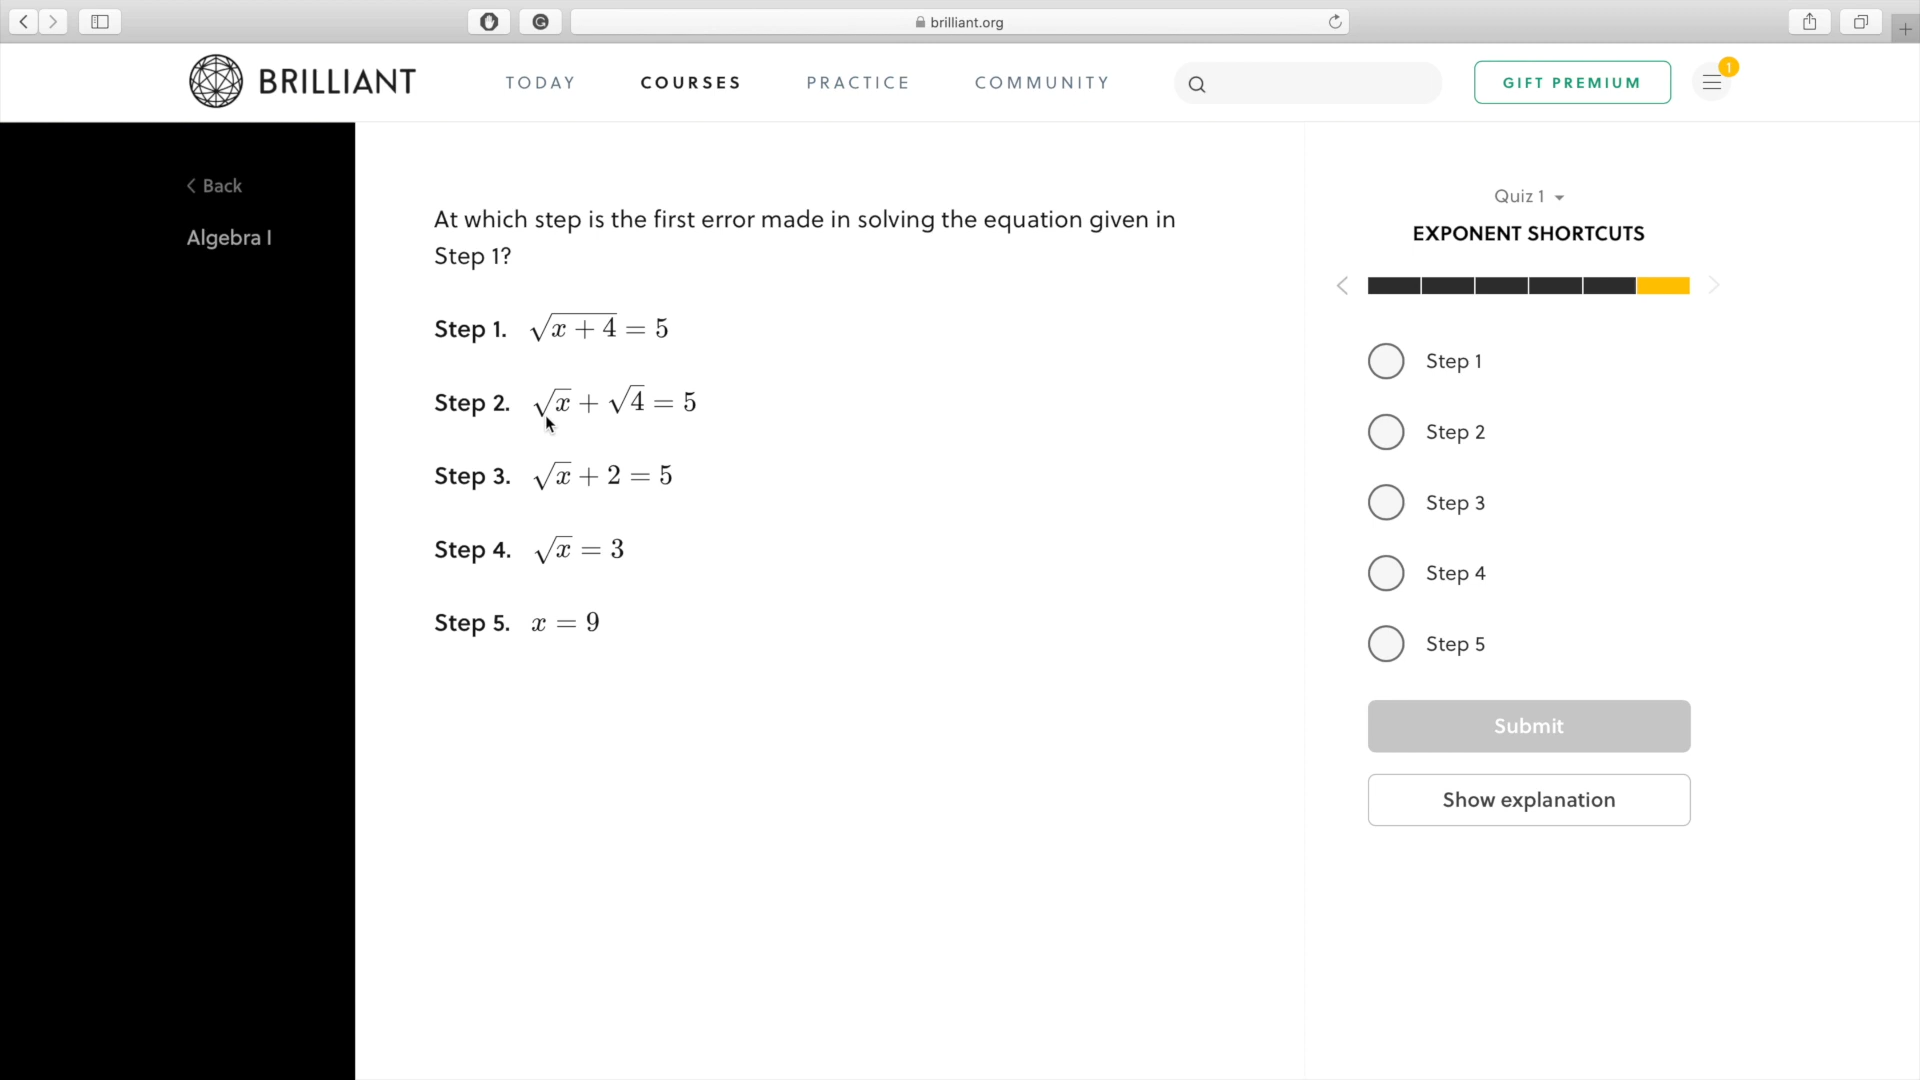 brilliant.org
BRILLIANT
TODAY
COURSES
PRACTICE
COMMUNITY
GIFT PREMIUM
1
Back
Algebra I
At which step is the first error made in solving the equation given in
Step 1?
Step 1. √(x + 4) = 5
Step 2. √x + √4 = 5
Step 3. √x + 2 = 5
Step 4. √x = 3
Step 5. x = 9
Quiz 1
EXPONENT SHORTCUTS
Step 1
Step 2
Step 3
Step 4
Step 5
Submit
Show explanation